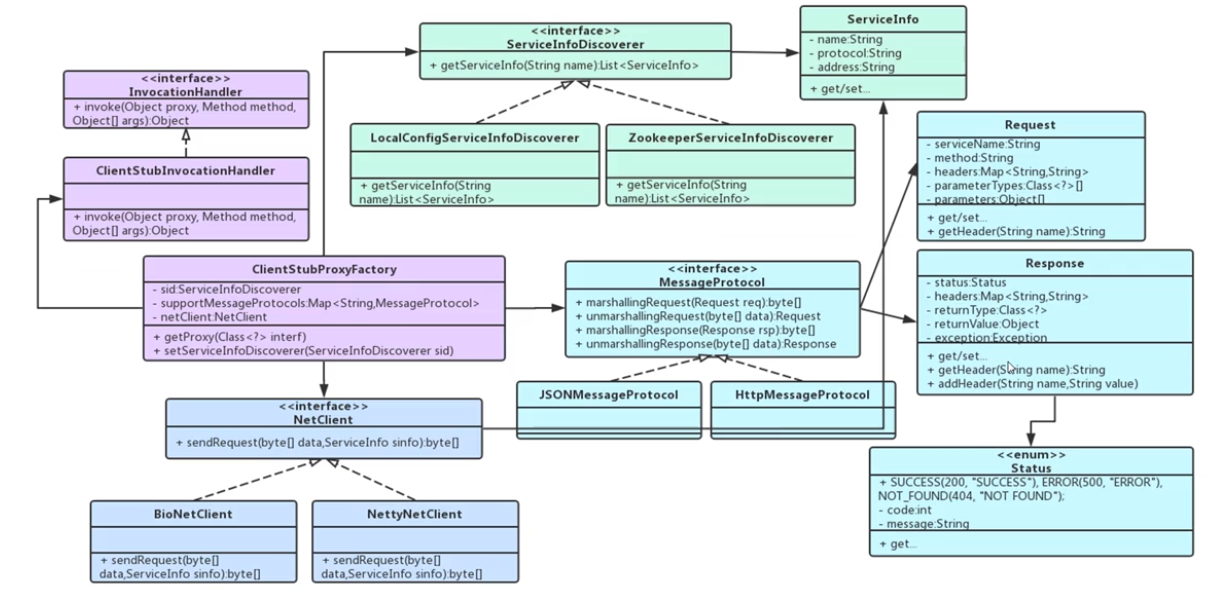 <<interface>>
ServiceInfoDiscoverer
+ getServiceInfo(String name):List<ServiceInfo>
ServiceInfo
- name:String
- protocol:String
- address:String
+ get/set...
<<interface>>
InvocationHandler
+ invoke(Object proxy, Method method,
Object[] args):Object
ClientStubInvocationHandler
+ invoke(Object proxy, Method method,
Object[] args):Object
LocalConfigServiceInfoDiscoverer
+ getServiceInfo(String
name):List<ServiceInfo>
ZookeeperServiceInfoDiscoverer
+ getServiceInfo(String
name):List<ServiceInfo>
Request
- serviceName:String
- method:String
- headers:Map<String,String>
- parameterTypes:Class<?>[]
- parameters:Object[]
+ get/set...
+ getHeader(String name):String
ClientStubProxyFactory
- sid:ServiceInfoDiscoverer
- supportMessageProtocols:Map<String,MessageProtocol>
- netClient:NetClient
+ getProxy(Class<?> interf)
+ setServiceInfoDiscoverer(ServiceInfoDiscoverer sid)
<<interface>>
MessageProtocol
+ marshallingRequest(Request req):byte[]
+ unmarshallingRequest(byte[] data):Request
+ marshallingResponse(Response rsp):byte[]
+ unmarshallingResponse(byte[] data):Response
Response
- status:Status
- headers:Map<String,String>
- returnType:Class<?>
- returnValue:Object
- exception:Exception
+ get/set...
+ getHeader(String name):String
+ addHeader(String name,String value)
JSONMessageProtocol
HttpMessageProtocol
<<interface>>
NetClient
+ sendRequest(byte[] data,ServiceInfo sinfo):byte[]
<<enum>>
Status
+ SUCCESS(200, "SUCCESS"), ERROR(500, "ERROR"),
NOT_FOUND(404, "NOT FOUND");
- code:int
- message:String
+ get...
BioNetClient
+ sendRequest(byte[]
data,ServiceInfo sinfo):byte[]
NettyNetClient
+ sendRequest(byte[]
data,ServiceInfo sinfo):byte[]